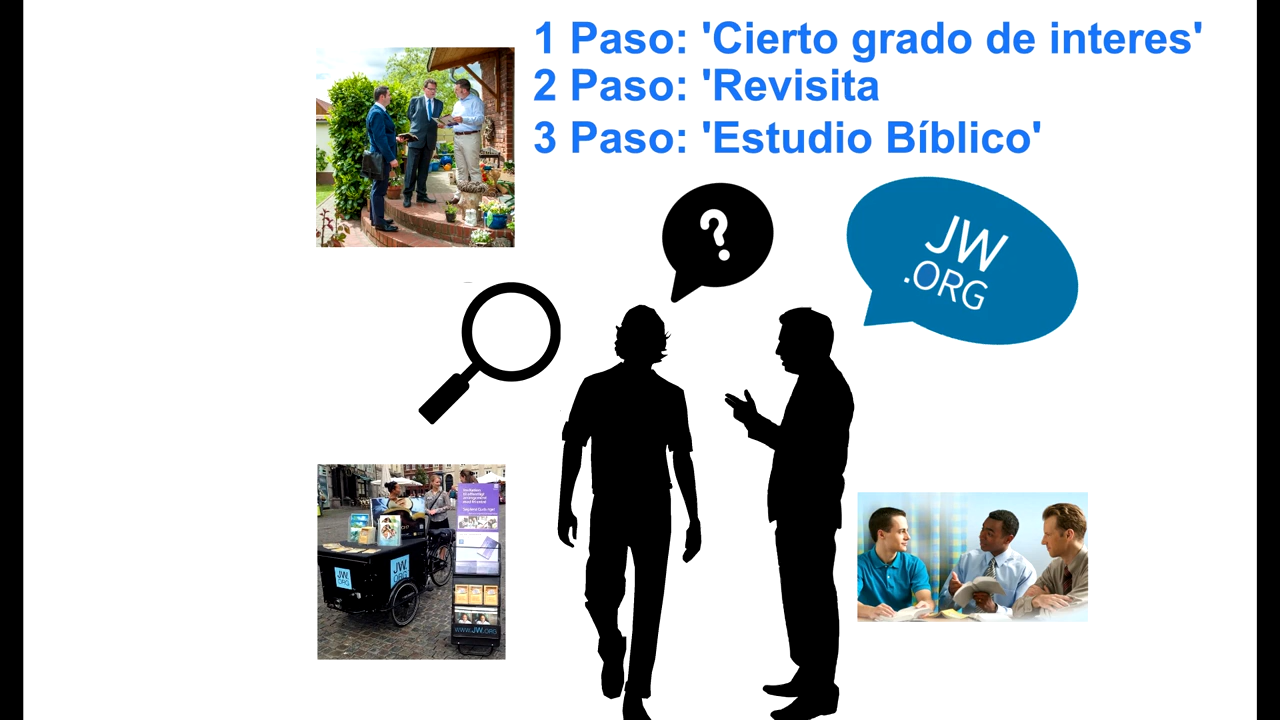 1 Paso: 'Cierto grado de interes'
2 Paso: 'Revisita
3 Paso: 'Estudio Bíblico'
?
JW
.ORG
JW
.ORG
JW
.ORG
WWW.JW.ORG